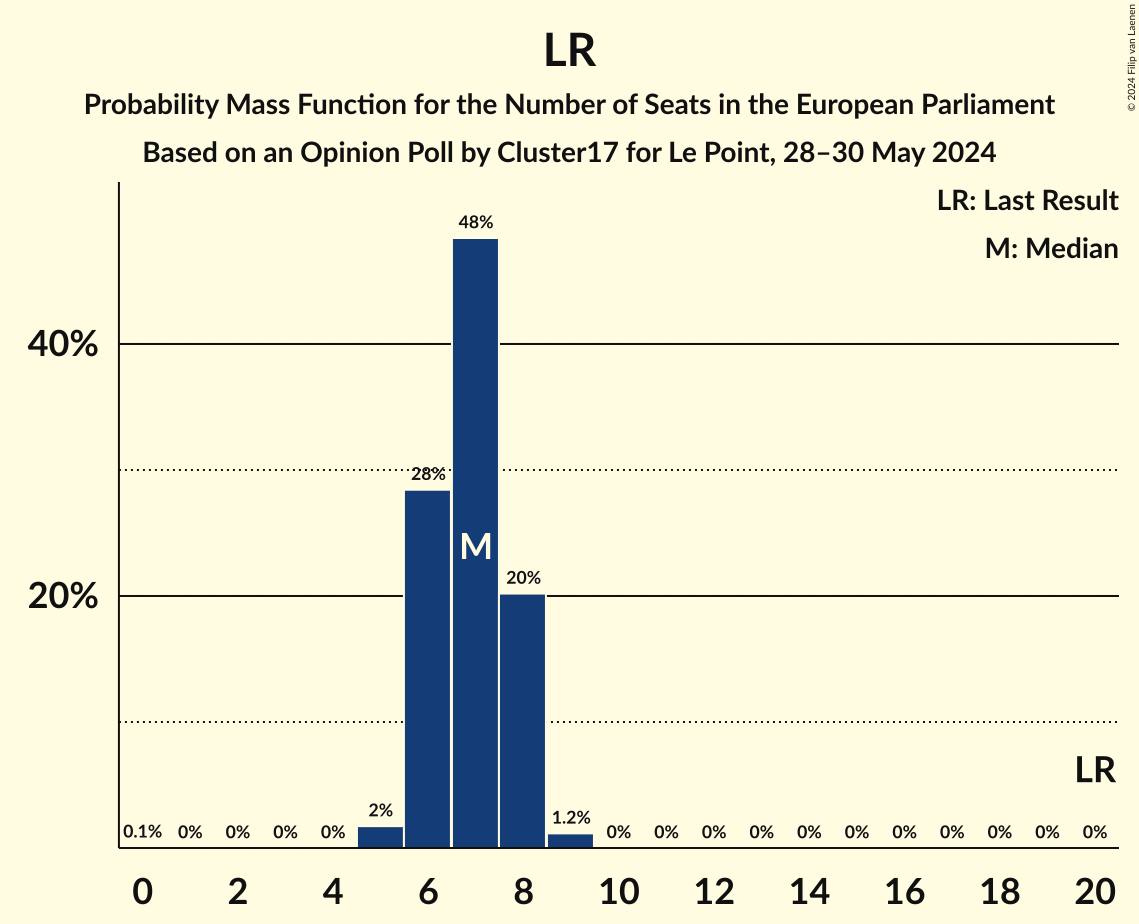 LR
Probability Mass Function for the Number of Seats in the European Parliament
Based on an Opinion Poll by Cluster17 for Le Point, 28–30 May 2024
© 2024 Filip van Laenen
LR: Last Result
M: Median
48%
40%
28%
M
20%
20%
LR
0.1% 0% 0% 0% 0% 2% 1.2% 0% 0% 0% 0% 0% 0% 0% 0% 0% 0% 0%
0 2 4 6 8 10 12 14 16 18 20